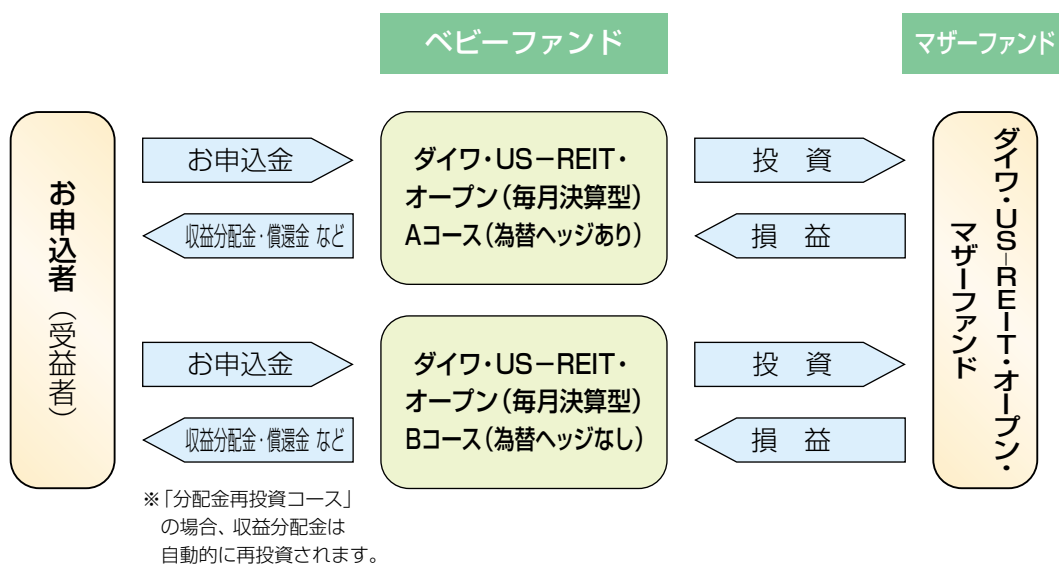 ベビーファンド
マザーファンド
お申込者（受益者）
お申込金
収益分配金・償還金 など
ダイワ・US－REIT・
オープン（毎月決算型）
Aコース（為替ヘッジあり）
投 資
損 益
お申込金
収益分配金・償還金 など
ダイワ・US－REIT・
オープン（毎月決算型）
Bコース（為替ヘッジなし）
投 資
損 益
ダイワ・US－REIT・オープン・
マザーファンド
※「分配金再投資コース」
の場合、収益分配金は
自動的に再投資されます。